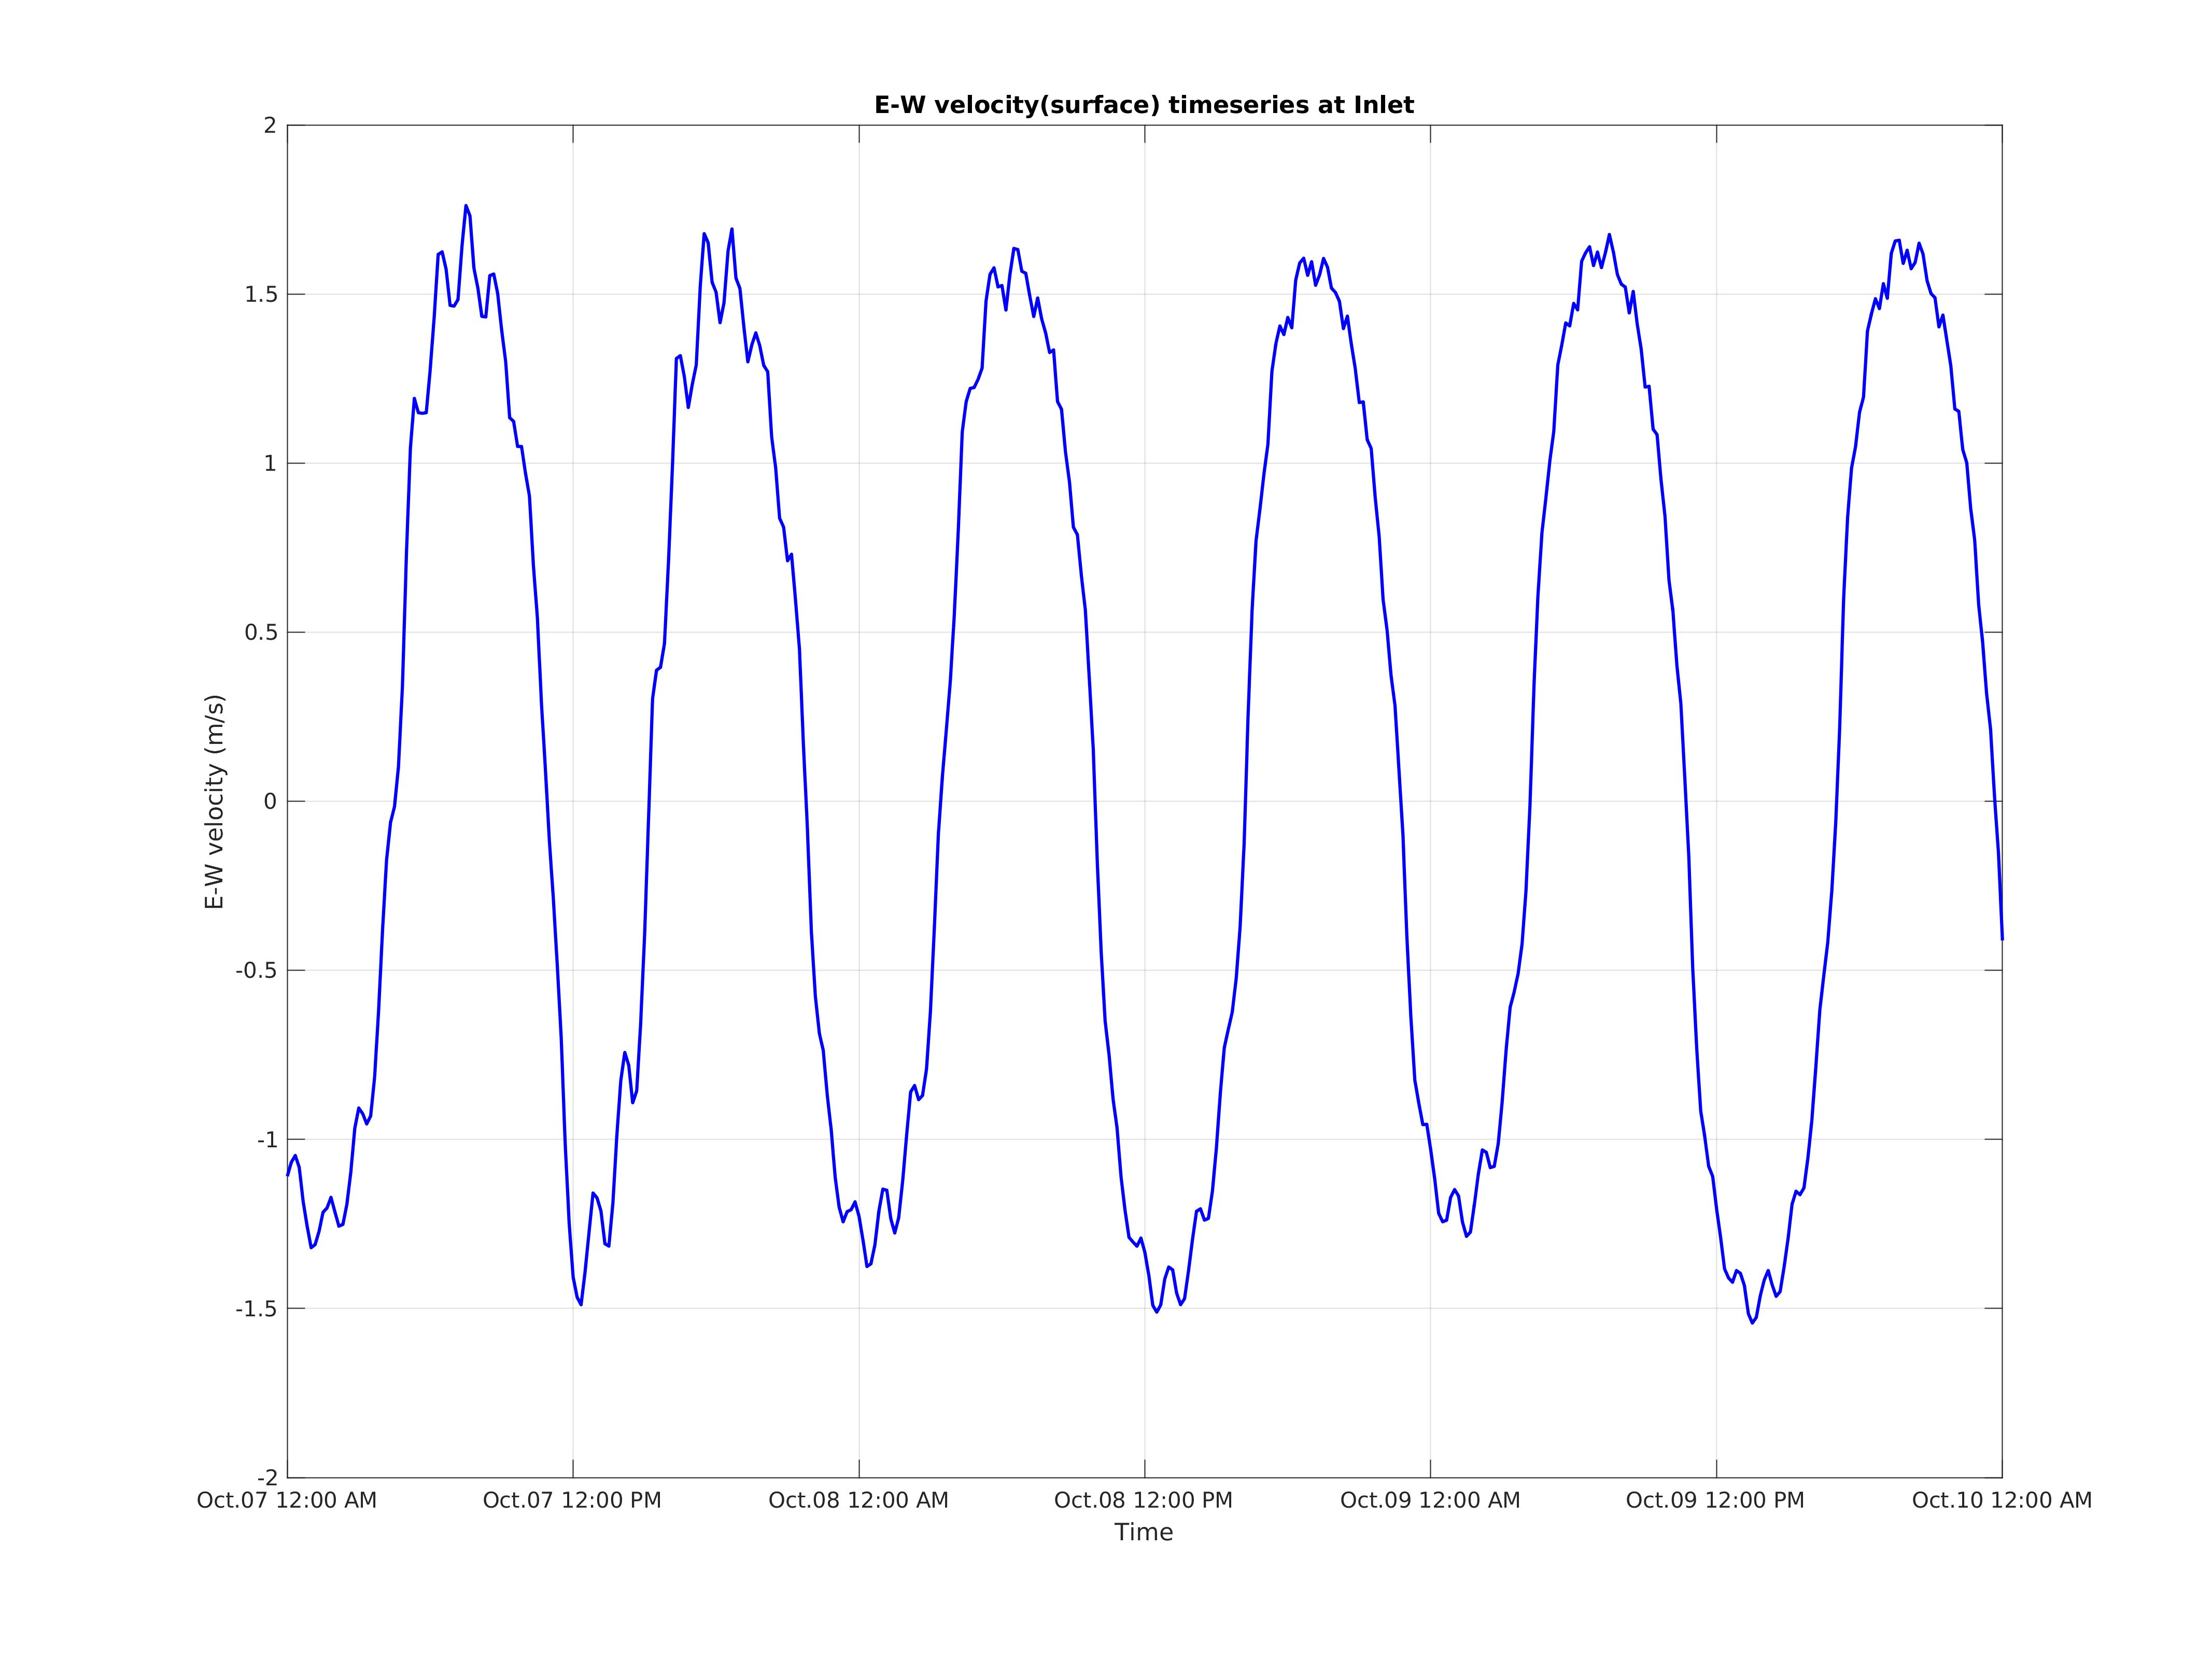 E-W velocity(surface) timeseries at Inlet
2
1.5
1
0.5
0
-0.5
-1
-1.5
-2
E-W velocity (m/s)
Oct.07 12:00 AM Oct.07 12:00 PM Oct.08 12:00 AM Oct.08 12:00 PM Oct.09 12:00 AM Oct.09 12:00 PM Oct.10 12:00 AM
Time